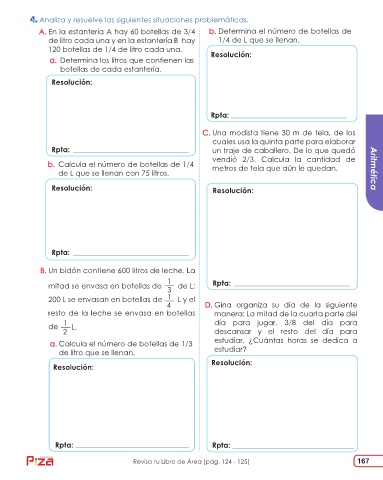 4. Analiza y resuelve las siguientes situaciones problemáticas.
A. En la estantería A hay 60 botellas de 3/4
de litro cada una y en la estantería B hay
120 botellas de 1/4 de litro cada una.
a. Determina los litros que contienen las
botellas de cada estantería.
Resolución:
Rpta:
b. Calcula el número de botellas de 1/4
de L que se llenan con 75 litros.
Resolución:
Rpta:
B. Un bidón contiene 600 litros de leche. La
mitad se envasa en botellas de 1/3 de L:
200 L se envasan en botellas de 1/4 L y el
resto de la leche se envasa en botellas
de 1/2 L.
a. Calcula el número de botellas de 1/3
de litro que se llenan.
Resolución:
Rpta:
b. Determina el número de botellas de
1/4 de L que se llenan.
Resolución:
Rpta:
C. Una modista tiene 30 m de tela, de los
cuales usa la quinta parte para elaborar
un traje de caballero. De lo que quedó
vendió 2/3. Calcula la cantidad de
metros de tela que aún le quedan.
Resolución:
Rpta:
D. Gina organiza su día de la siguiente
manera: La mitad de la cuarta parte del
día para jugar, 3/8 del día para
descansar y el resto del día para
estudiar. ¿Cuántas horas se dedica a
estudiar?
Resolución:
Rpta:
Aritmética
Pizza
Revisa tu Libro de Área (pág. 124 - 125)
167